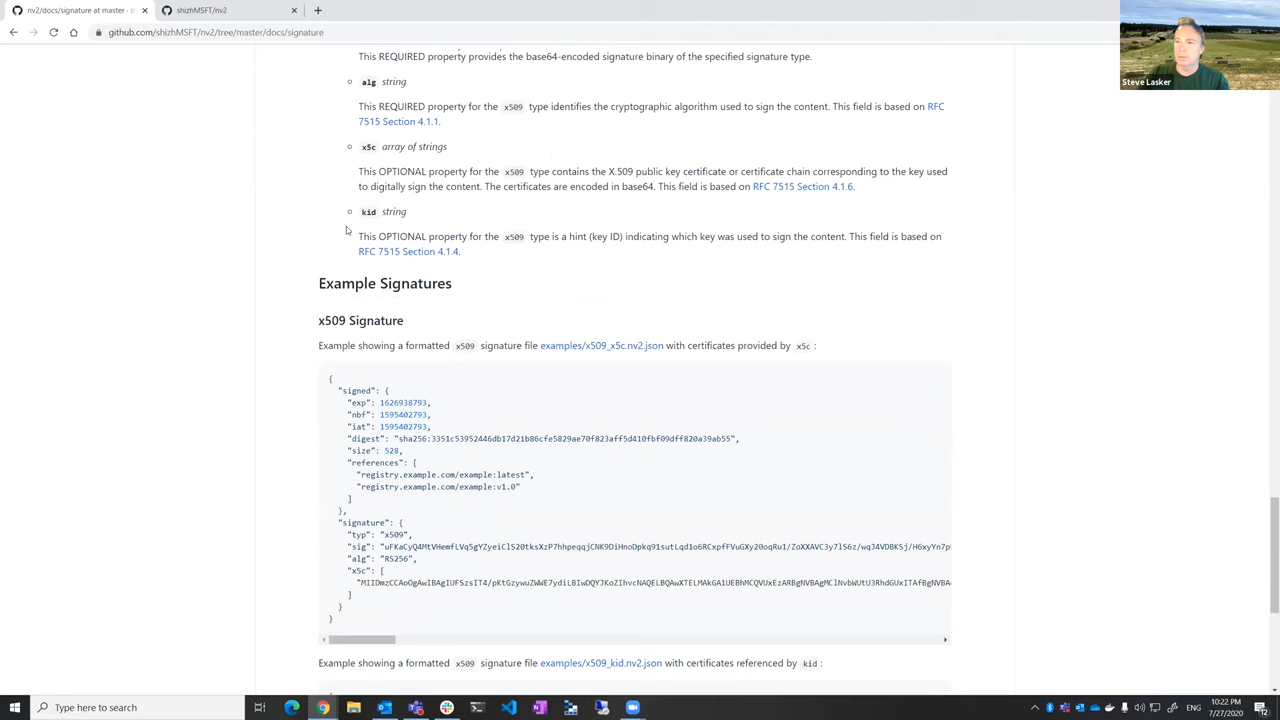 nv2/docs/signature at master · s
shizhMSFT/nv2
github.com/shizhMSFT/nv2/tree/master/docs/signature
Steve Lasker
This REQUIRED property provides the base64-encoded signature binary of the specified signature type.
alg string
This REQUIRED property for the x509 type identifies the cryptographic algorithm used to sign the content. This field is based on RFC
7515 Section 4.1.1.
x5c array of strings
This OPTIONAL property for the x509 type contains the X.509 public key certificate or certificate chain corresponding to the key used
to digitally sign the content. The certificates are encoded in base64. This field is based on RFC 7515 Section 4.1.6.
kid string
This OPTIONAL property for the x509 type is a hint (key ID) indicating which key was used to sign the content. This field is based on
RFC 7515 Section 4.1.4.
Example Signatures
x509 Signature
Example showing a formatted x509 signature file examples/x509_x5c.nv2.json with certificates provided by x5c :
{
"signed": {
"exp": 1626938793,
"nbf": 1595402793,
"iat": 1595402793,
"digest": "sha256:3351c53952446db17d21b86cfe5829ae70f823aff5d410fbf09dff820a39ab55",
"size": 528,
"references": [
"registry.example.com/example:latest",
"registry.example.com/example:v1.0"
]
},
"signature": {
"typ": "x509",
"sig":
"alg": "RS256",
"x5c": [
]
}
}
Example showing a formatted x509 signature file examples/x509_kid.nv2.json with certificates referenced by kid :
{
Type here to search
ENG
10:22 PM
7/27/2020